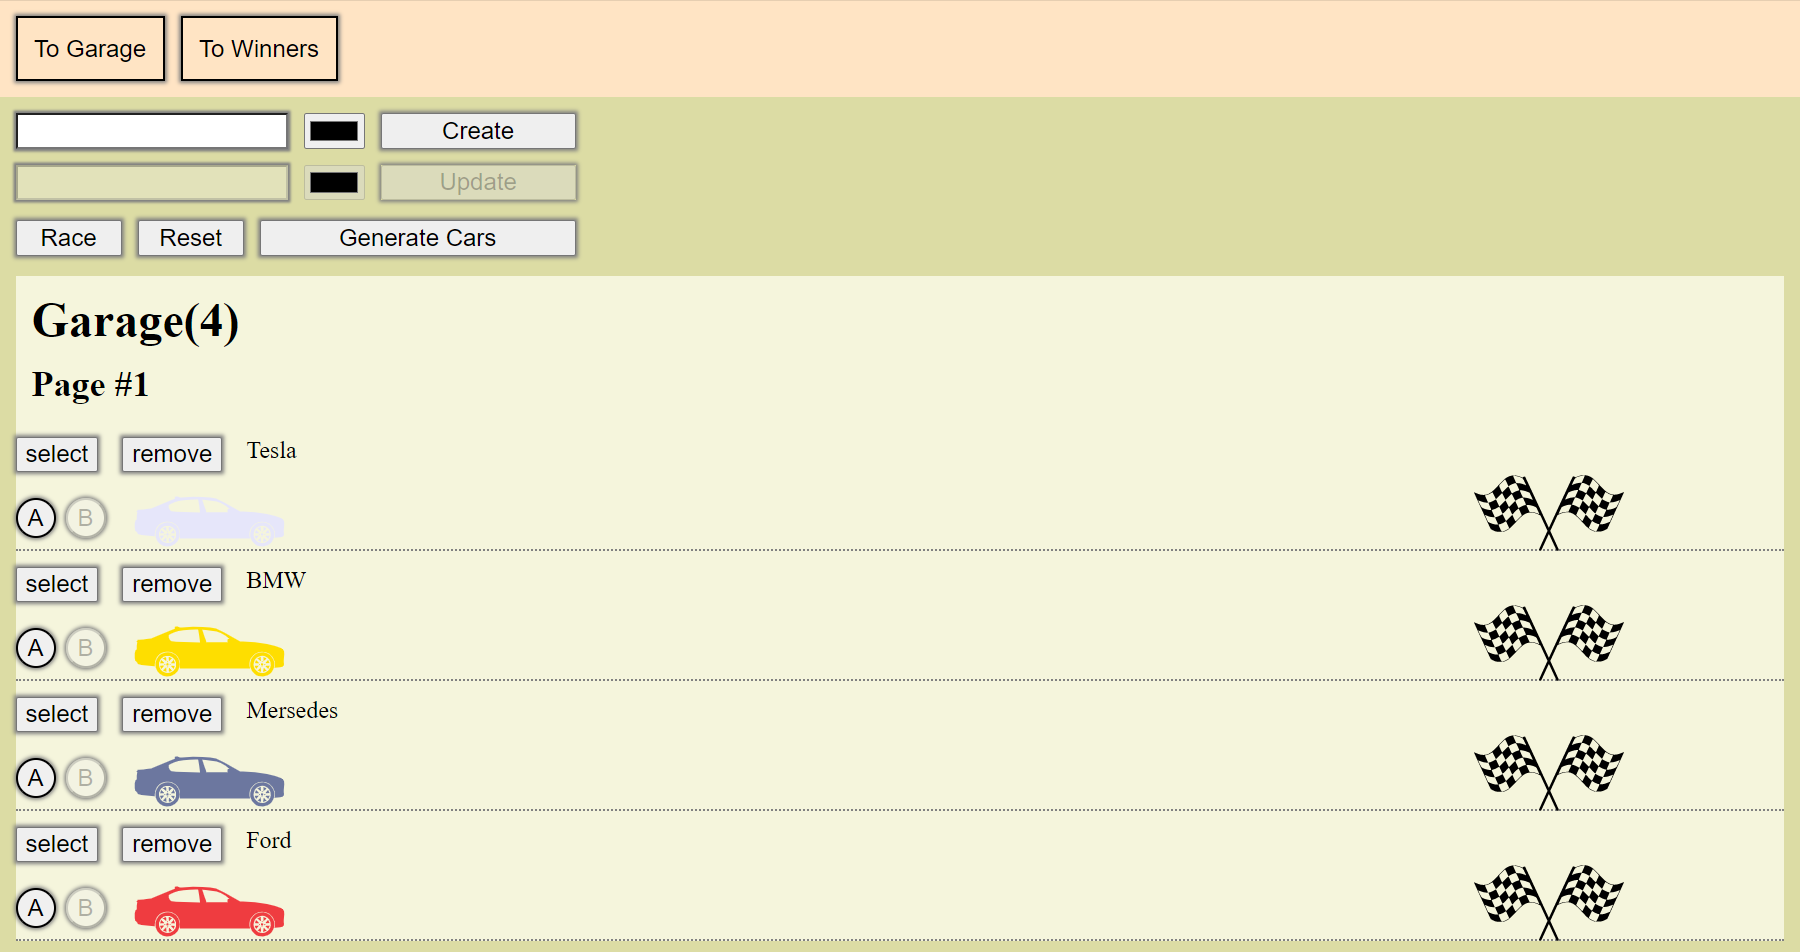 To Garage To Winners
Create
Update
Race Reset Generate Cars
Garage(4)
Page #1
select remove Tesla
A B
select remove BMW
A B
select remove Mersedes
A B
select remove Ford
A B